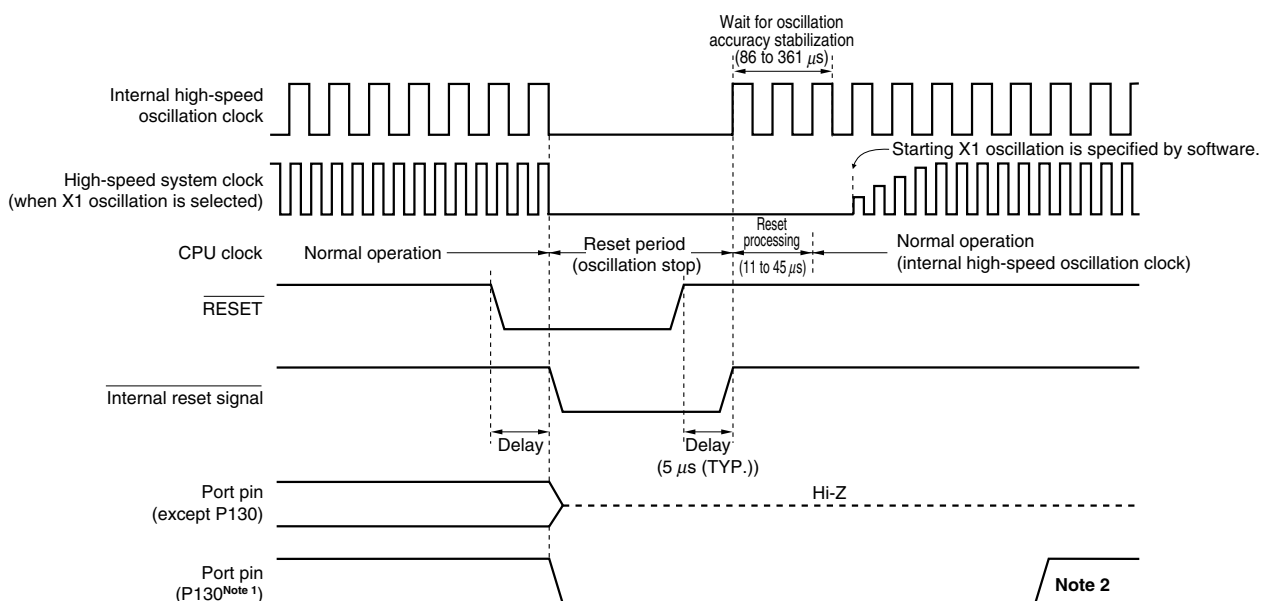 Wait for oscillation
accuracy stabilization
(86 to 361 μs)
Internal high-speed
oscillation clock
Starting X1 oscillation is specified by software.
High-speed system clock
(when X1 oscillation is selected)
CPU clock
Normal operation
Reset period
(oscillation stop)
Reset
processing
(11 to 45 μs)
Normal operation
(internal high-speed oscillation clock)
RESET
Internal reset signal
Delay
Delay
(5 μs (TYP.))
Port pin
(except P130)
Hi-Z
Port pin
(P130Note 1)
Note 2